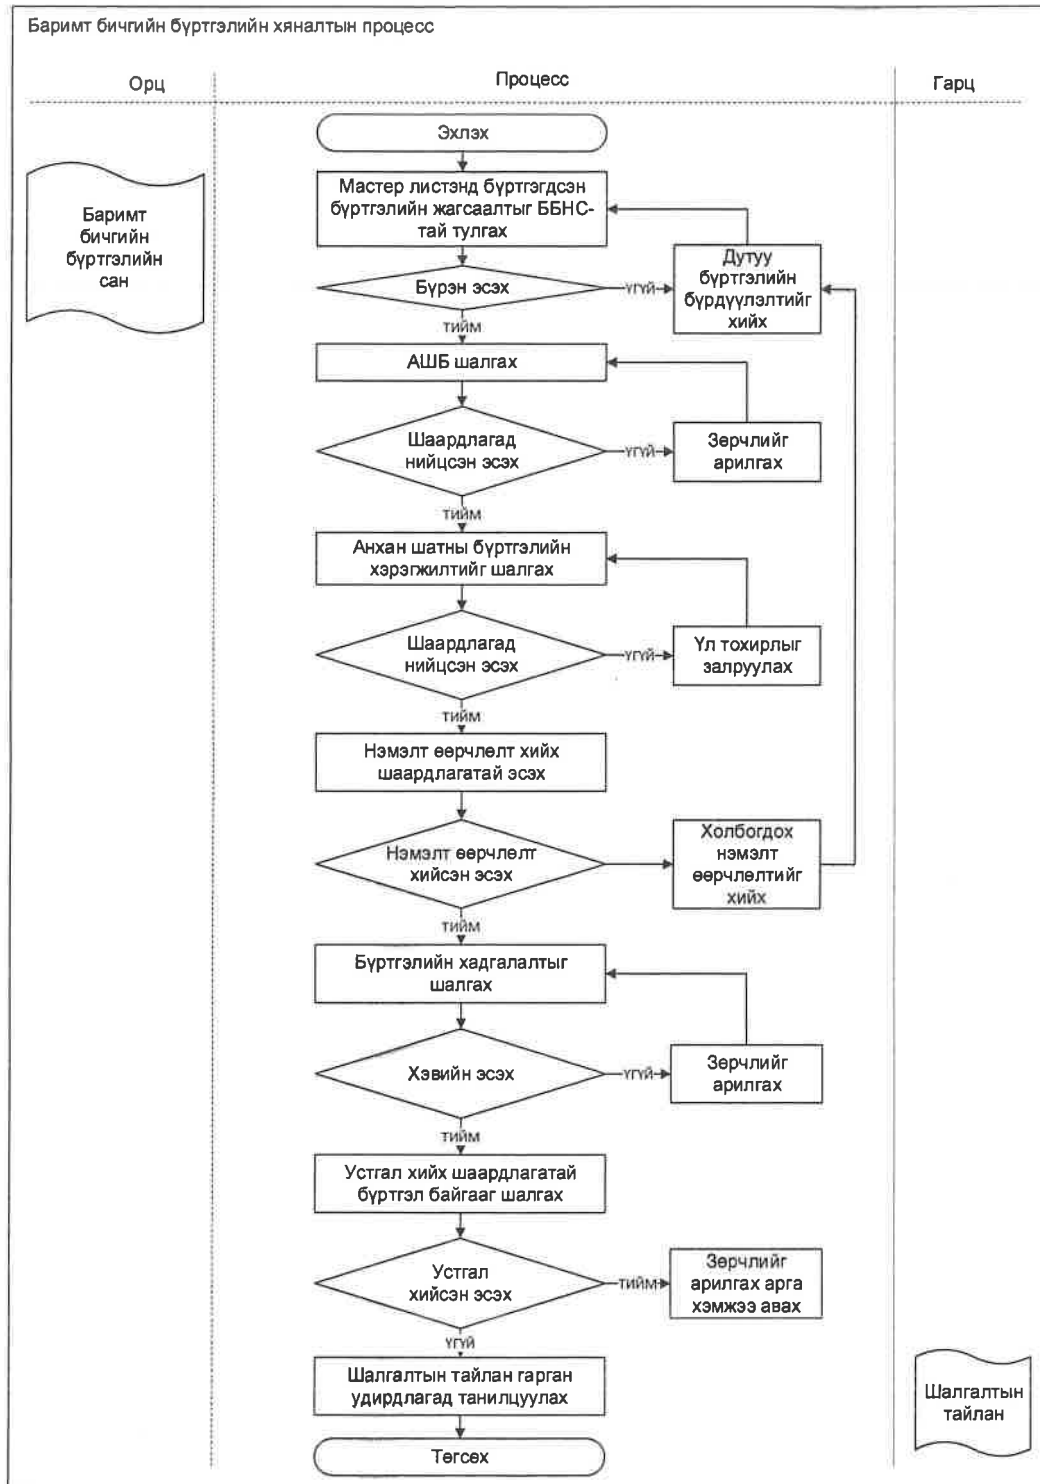 Баримт бичгийн бүртгэлийн хяналтын процесс
Орц
Процесс
Гарц
Эхлэх
Баримт
бичгийн
бүртгэлийн
сан
Мастер листэнд бүртгэгдсэн
бүртгэлийн жагсаалтыг ББНС-
тай тулгах
Бүрэн эсэх
үгүй
Дутуу
бүртгэлийн
бүрдүүлэлтийг
хийх
тийм
АШБ шалгах
Шаардлагад
нийцсэн эсэх
үгүй
Зөрчлийг
арилгах
тийм
Анхан шатны бүртгэлийн
хэрэгжилтийг шалгах
Шаардлагад
нийцсэн эсэх
үгүй
Үл тохирлыг
залруулах
тийм
Нэмэлт өөрчлөлт хийх
шаардлагатай эсэх
Нэмэлт өөрчлөлт
хийсэн эсэх
Холбогдох
нэмэлт
өөрчлөлтийг
хийх
тийм
Бүртгэлийн хадгалалтыг
шалгах
Хэвийн эсэх
үгүй
Зөрчлийг
арилгах
тийм
Устгал хийх шаардлагатай
бүртгэл байгааг шалгах
Устгал
хийсэн эсэх
тийм
Зөрчлийг
арилгах арга
хэмжээ авах
үгүй
Шалгалтын тайлан гарган
удирдлагад танилцуулах
Шалгалтын
тайлан
Төгсөх